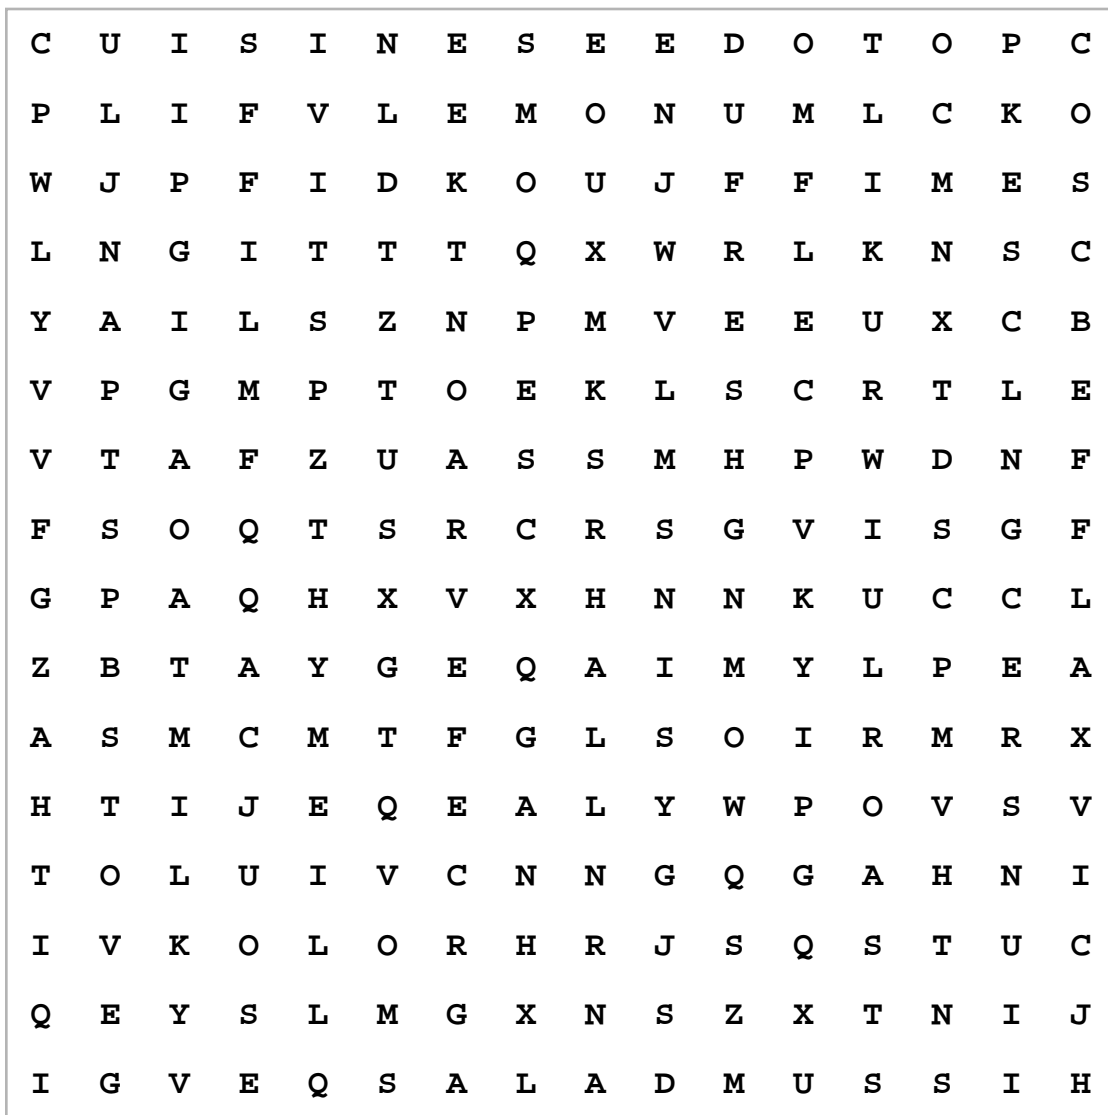 C U I S I N E S E E D O T O P C
P L I F V L E M O N U M L C K O
W J P F I D K O U J F F I M E S
L N G I T T T Q X W R L K N S C
Y A I L S Z N P M V E E U X C B
V P G M P T O E K L S C R T L E
V T A F Z U A S S M H P W D N F
F S O Q T S R C R S G V I S G F
G P A Q H X V X H N N K U C C L
Z B T A Y G E Q A I M Y L P E A
A S M C M T F G L S O I R M R X
H T I J E Q E A L Y W P O V S V
T O L U I V C N N G Q G A H N I
I V K O L O R H R J S Q S T U C
Q E Y S L M G X N S Z X T N I J
I G V E Q S A L A D M U S S I H